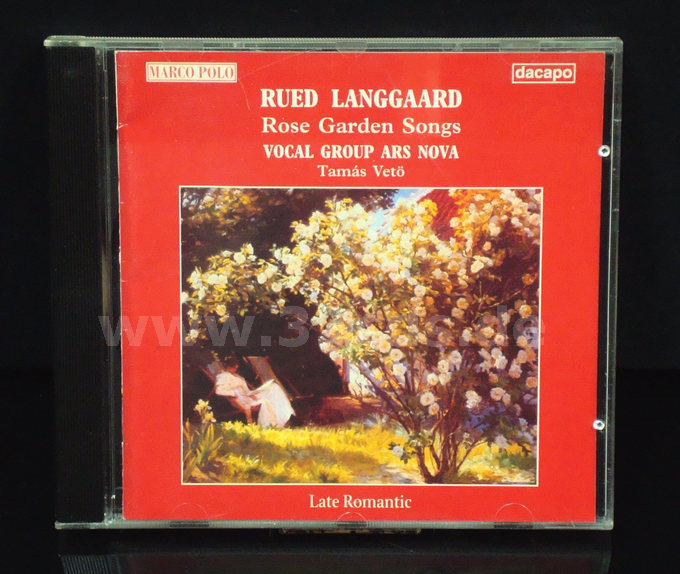 MARCO POLO
dacapo
RUED LANGGAARD
Rose Garden Songs
VOCAL GROUP ARS NOVA
Tamás Vetö
Late Romantic